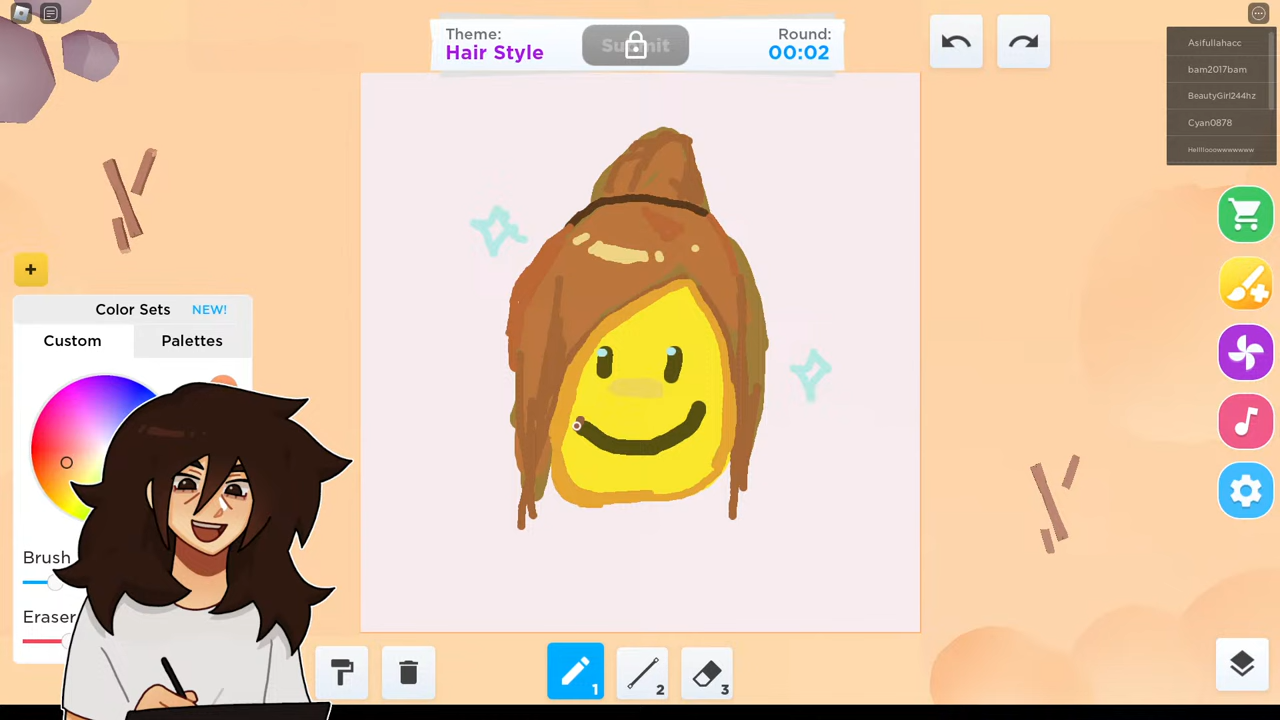 Theme:
Hair Style
Submit
Round:
00:02
Asifullahacc
bam2017bam
BeautyGirl244hz
Cyan0878
+
Color Sets NEW!
Custom
Palettes
Brush
Eraser
1
2
3